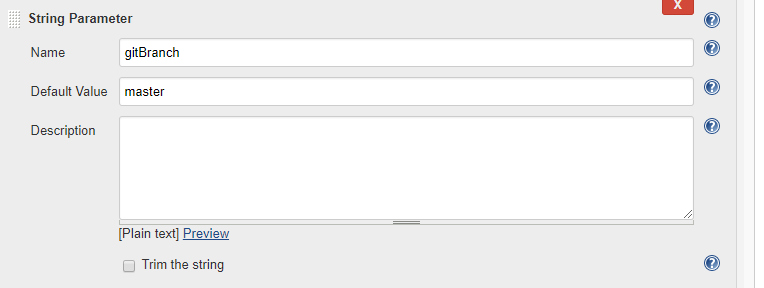 X
String Parameter
?
Name gitBranch ?
Default Value master ?
Description ?
[Plain text] Preview
Trim the string ?